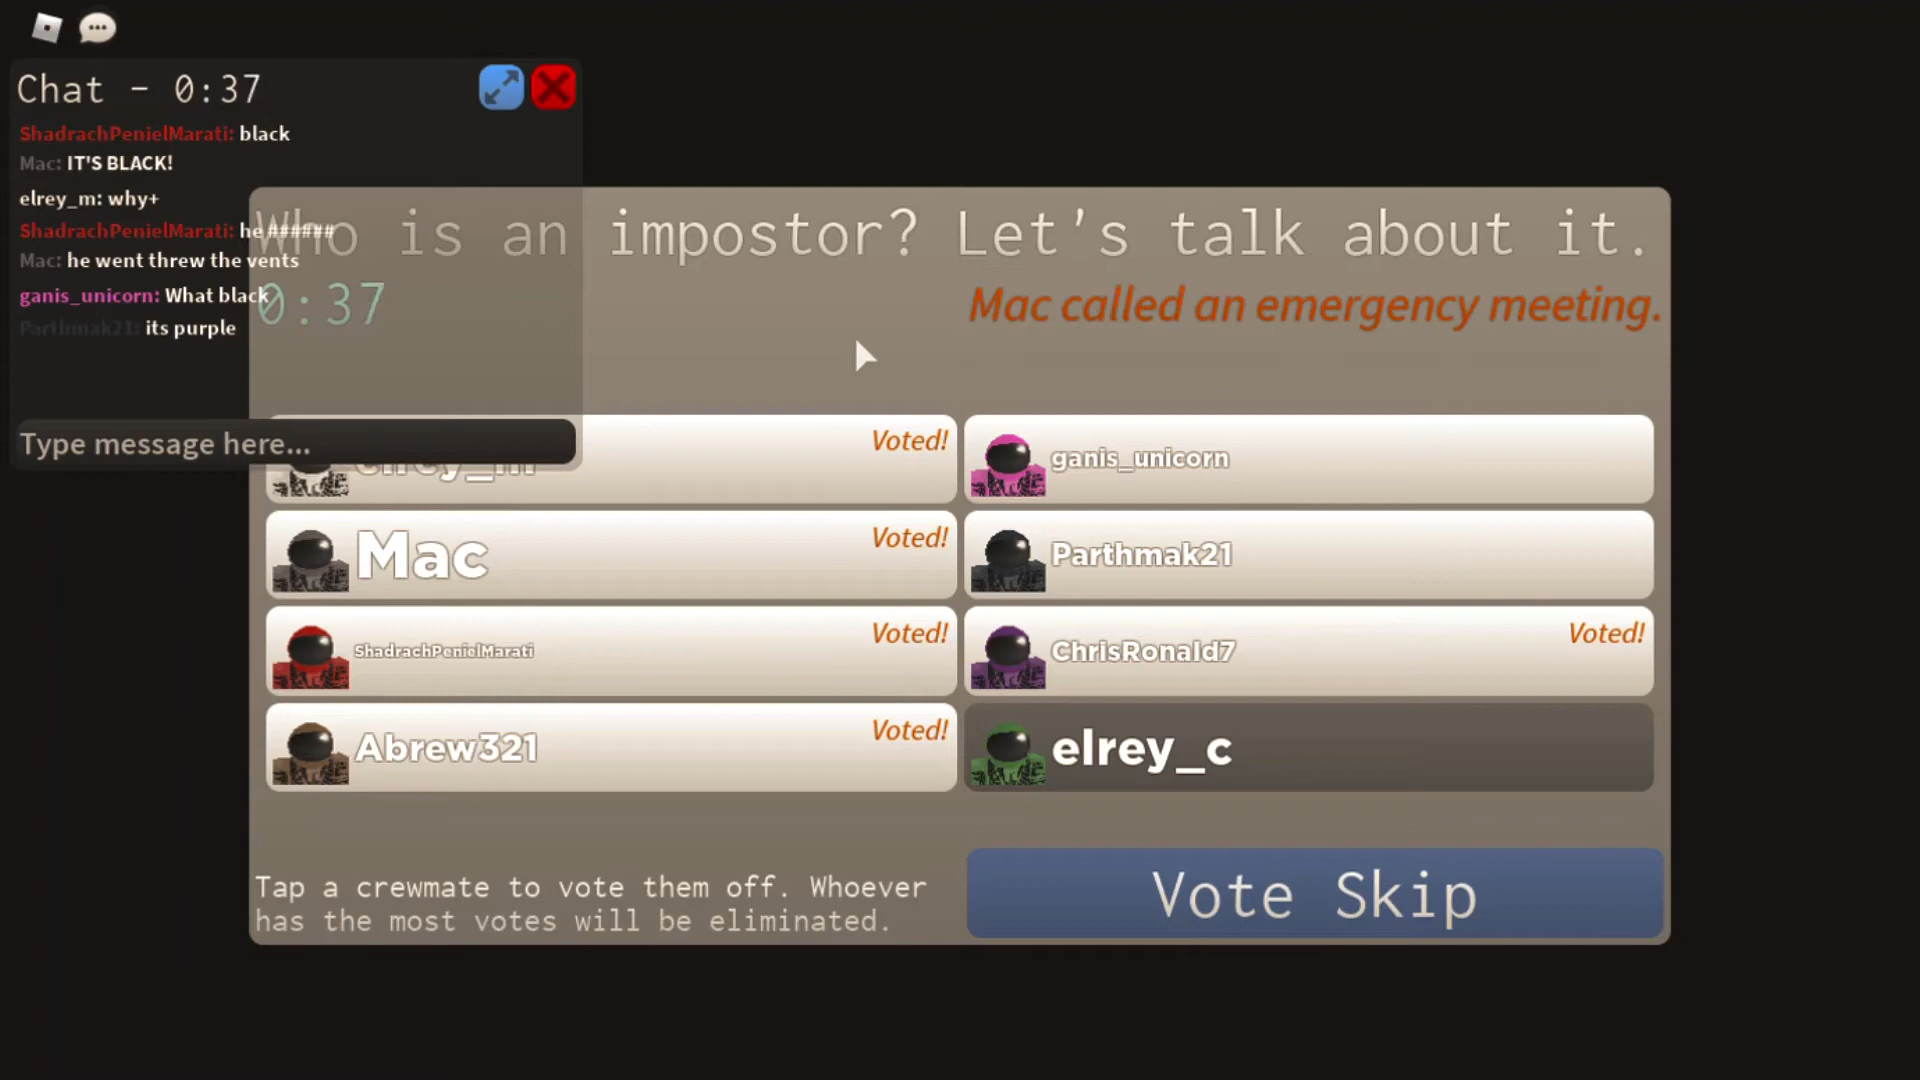 Chat - 0:37
ShadrachPenielMarati: black
Mac: IT'S BLACK!
elrey_m: why+
ShadrachPenielMarati: he ######
Mac: he went threw the vents
ganis_unicorn: What black
Parthmak21: its purple
Type message here...
Who is an impostor? Let's talk about it.
0:37
Mac called an emergency meeting.
elrey_m Voted!
ganis_unicorn
Mac Voted!
Parthmak21
ShadrachPenielMarati Voted!
ChrisRonald7 Voted!
Abrew321 Voted!
elrey_c
Tap a crewmate to vote them off. Whoever
has the most votes will be eliminated.
Vote Skip